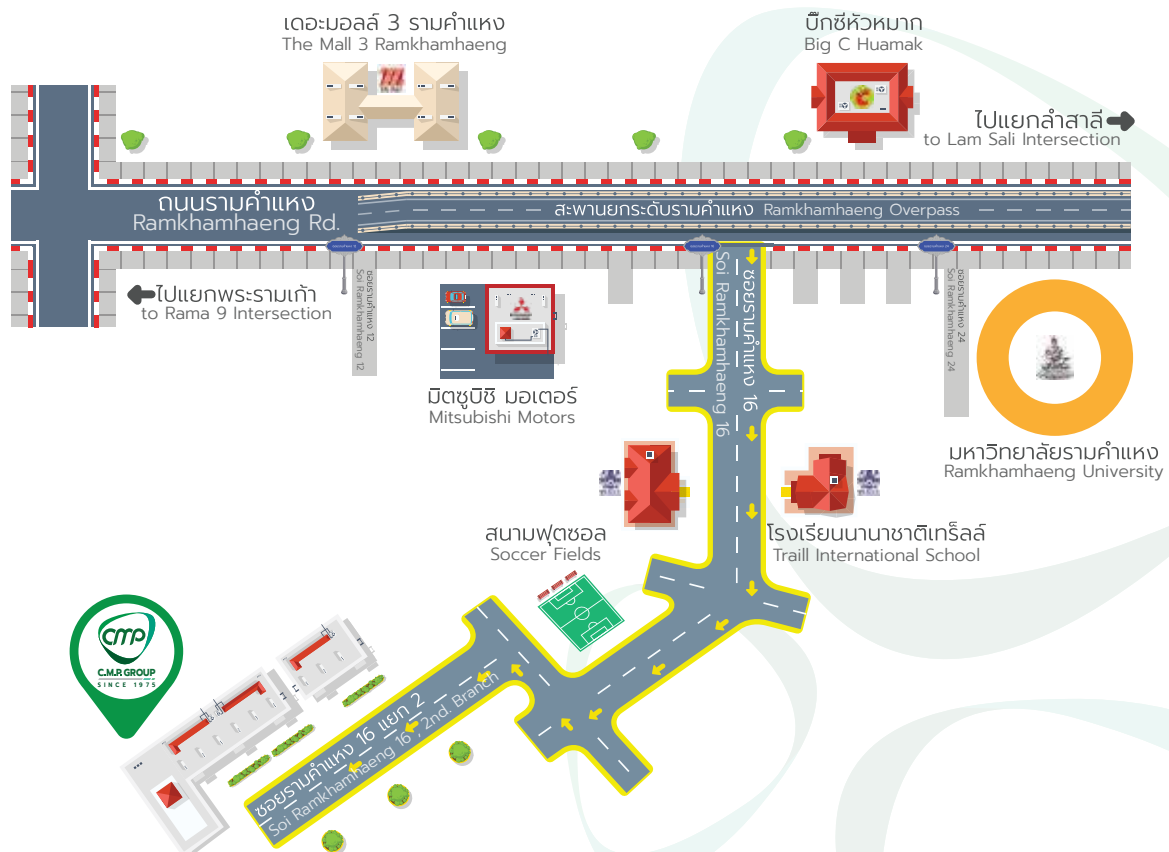 เดอะมอลล์ 3 รามคำแหง
The Mall 3 Ramkhamhaeng
บิ๊กซีหัวหมาก
Big C Huamak
ไปแยกลำสาลี
to Lam Sali Intersection
ถนนรามคำแหง
Ramkhamhaeng Rd.
สะพานยกระดับรามคำแหง Ramkhamhaeng Overpass
ไปแยกพระรามเก้า
to Rama 9 Intersection
ซอยรามคำแหง 12
Soi Ramkhamhaeng 12
มิตซูบิชิ มอเตอร์
Mitsubishi Motors
ซอยรามคำแหง 16
Soi Ramkhamhaeng 16
ซอยรามคำแหง 24
Soi Ramkhamhaeng 24
มหาวิทยาลัยรามคำแหง
Ramkhamhaeng University
สนามฟุตซอล
Soccer Fields
โรงเรียนนานาชาติเทร็ลล์
Traill International School
cmp
C.M.P. GROUP
SINCE 1975
ซอยรามคำแหง 16 แยก 2
Soi Ramkhamhaeng 16 , 2nd. Branch